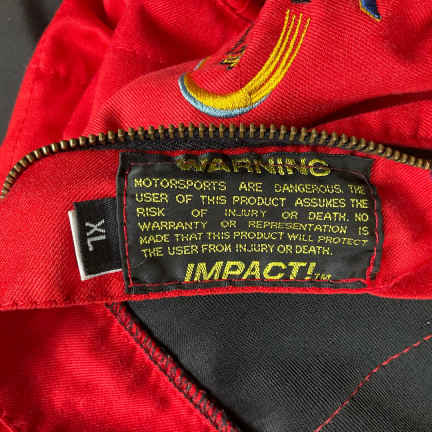 WARNING
MOTORSPORTS ARE DANGEROUS. THE
USER OF THIS PRODUCT ASSUMES THE
RISK OF INJURY OR DEATH. NO
WARRANTY OR REPRESENTATION IS
MADE THAT THIS PRODUCT WILL PROTECT
THE USER FROM INJURY OR DEATH.
IMPACT!™
XL